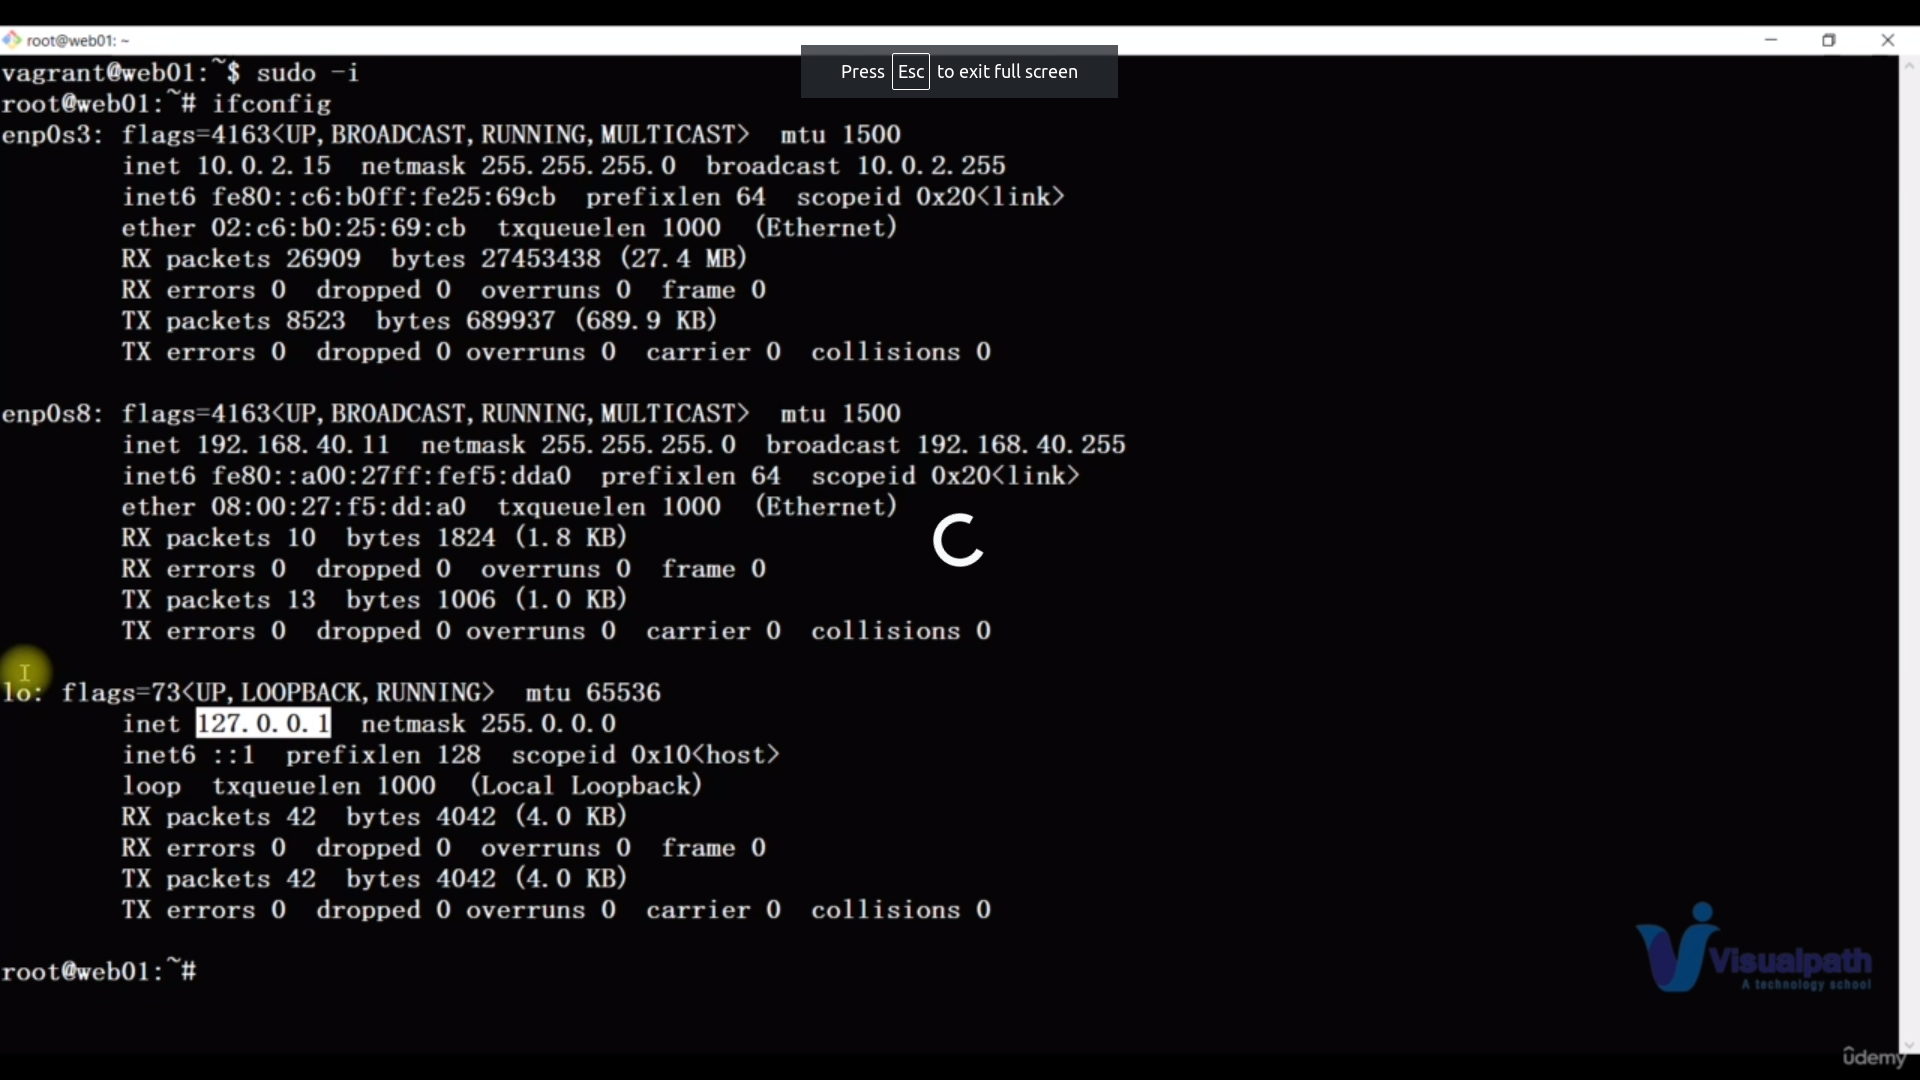 root@web01: ~
Press Esc to exit full screen
vagrant@web01:~$ sudo -i
root@web01:~# ifconfig
enp0s3: flags=4163<UP,BROADCAST,RUNNING,MULTICAST>  mtu 1500
        inet 10.0.2.15  netmask 255.255.255.0  broadcast 10.0.2.255
        inet6 fe80::c6:b0ff:fe25:69cb  prefixlen 64  scopeid 0x20<link>
        ether 02:c6:b0:25:69:cb  txqueuelen 1000  (Ethernet)
        RX packets 26909  bytes 27453438 (27.4 MB)
        RX errors 0  dropped 0  overruns 0  frame 0
        TX packets 8523  bytes 689937 (689.9 KB)
        TX errors 0  dropped 0 overruns 0  carrier 0  collisions 0

enp0s8: flags=4163<UP,BROADCAST,RUNNING,MULTICAST>  mtu 1500
        inet 192.168.40.11  netmask 255.255.255.0  broadcast 192.168.40.255
        inet6 fe80::a00:27ff:fef5:dda0  prefixlen 64  scopeid 0x20<link>
        ether 08:00:27:f5:dd:a0  txqueuelen 1000  (Ethernet)
        RX packets 10  bytes 1824 (1.8 KB)
        RX errors 0  dropped 0  overruns 0  frame 0
        TX packets 13  bytes 1006 (1.0 KB)
        TX errors 0  dropped 0 overruns 0  carrier 0  collisions 0

lo: flags=73<UP,LOOPBACK,RUNNING>  mtu 65536
        inet 127.0.0.1  netmask 255.0.0.0
        inet6 ::1  prefixlen 128  scopeid 0x10<host>
        loop  txqueuelen 1000  (Local Loopback)
        RX packets 42  bytes 4042 (4.0 KB)
        RX errors 0  dropped 0  overruns 0  frame 0
        TX packets 42  bytes 4042 (4.0 KB)
        TX errors 0  dropped 0 overruns 0  carrier 0  collisions 0

root@web01:~#
Visualpath
A technology school
ûdemy